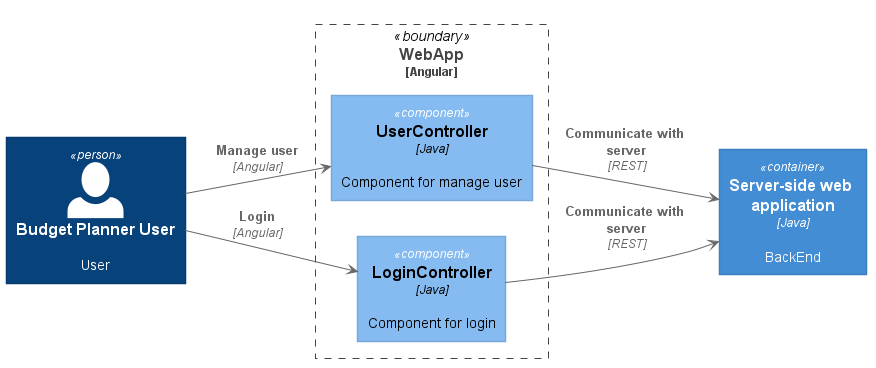 «person»
Budget Planner User
User
Manage user
[Angular]
Login
[Angular]
«boundary»
WebApp
[Angular]
«component»
UserController
[Java]
Component for manage user
«component»
LoginController
[Java]
Component for login
Communicate with
server
[REST]
Communicate with
server
[REST]
«container»
Server-side web
application
[Java]
BackEnd